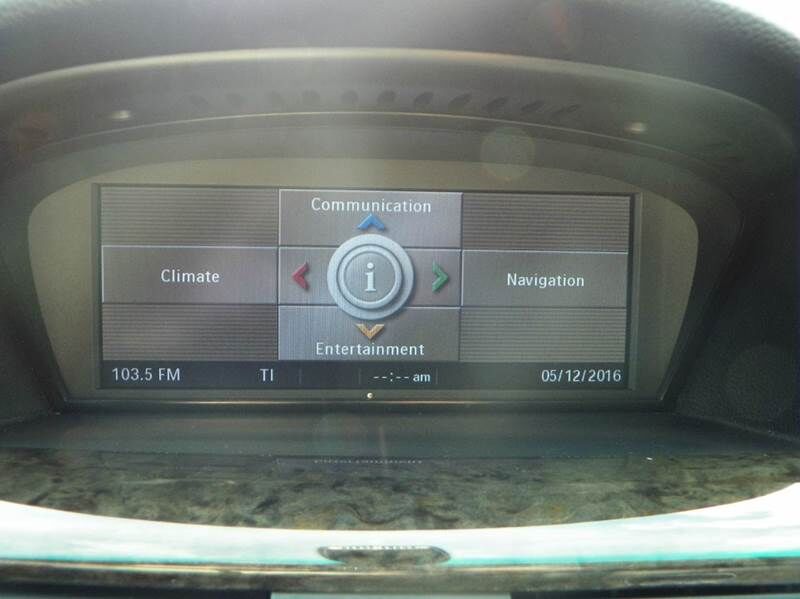 Communication
Climate
i
Navigation
Entertainment
103.5 FM TI --:-- am 05/12/2016